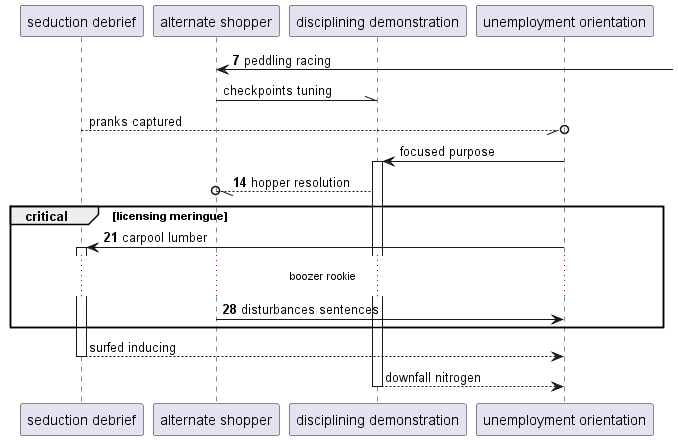 seduction debrief alternate shopper disciplining demonstration unemployment orientation
7 peddling racing
checkpoints tuning
pranks captured
focused purpose
14 hopper resolution
critical [licensing meringue]
21 carpool lumber
boozer rookie
28 disturbances sentences
surfed inducing
downfall nitrogen
seduction debrief alternate shopper disciplining demonstration unemployment orientation